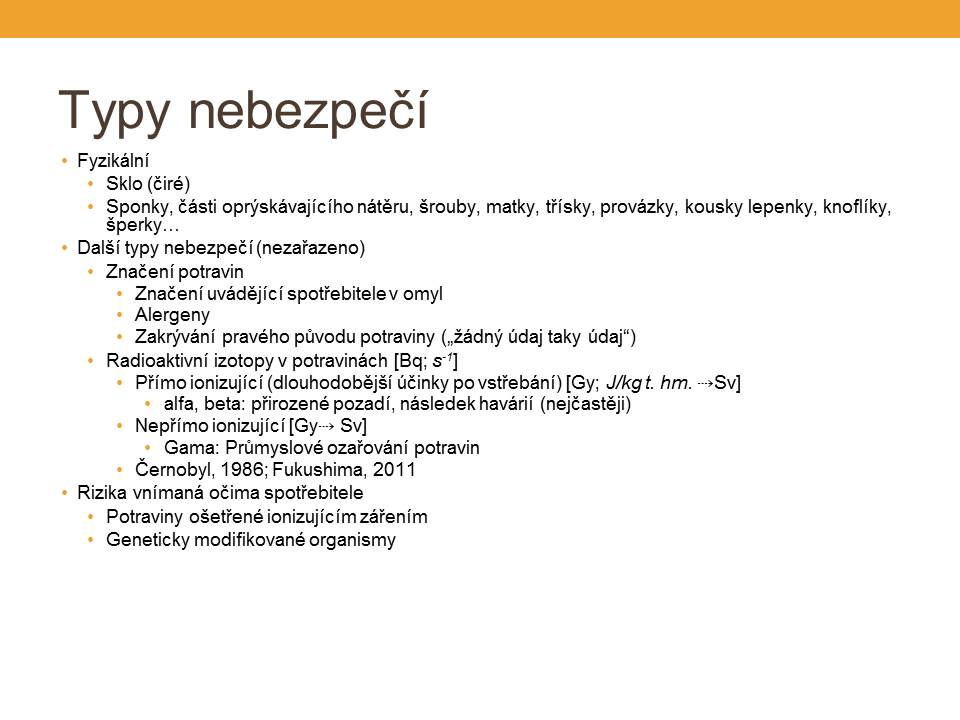 Typy nebezpečí
• Fyzikální
• Sklo (čiré)
• Sponky, části oprýskávajícího nátěru, šrouby, matky, třísky, provázky, kousky lepenky, knoflíky,
šperky…
• Další typy nebezpečí (nezařazeno)
• Značení potravin
• Značení uvádějící spotřebitele v omyl
• Alergeny
• Zakrývání pravého původu potraviny („žádný údaj taky údaj“)
• Radioaktivní izotopy v potravinách [Bq; s⁻¹]
• Přímo ionizující (dlouhodobější účinky po vstřebání) [Gy; J/kg t. hm. ⇢Sv]
• alfa, beta: přirozené pozadí, následek havárií (nejčastěji)
• Nepřímo ionizující [Gy⇢ Sv]
• Gama: Průmyslové ozařování potravin
• Černobyl, 1986; Fukushima, 2011
• Rizika vnímaná očima spotřebitele
• Potraviny ošetřené ionizujícím zářením
• Geneticky modifikované organismy